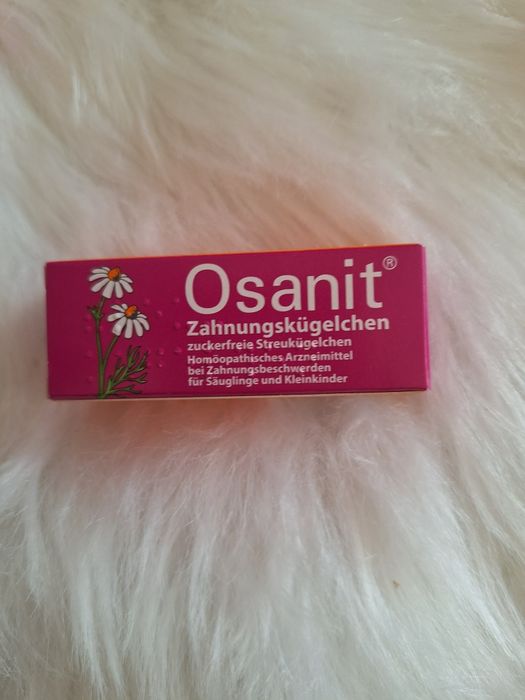 Osanit®
Zahnungskügelchen
zuckerfreie Streukügelchen
Homöopathisches Arzneimittel
bei Zahnungsbeschwerden
für Säuglinge und Kleinkinder